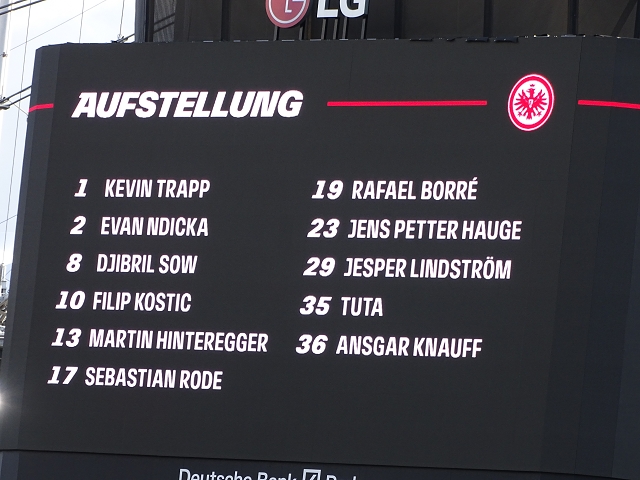 LG
AUFSTELLUNG
1 KEVIN TRAPP
2 EVAN NDICKA
8 DJIBRIL SOW
10 FILIP KOSTIC
13 MARTIN HINTEREGGER
17 SEBASTIAN RODE
19 RAFAEL BORRÉ
23 JENS PETTER HAUGE
29 JESPER LINDSTRÖM
35 TUTA
36 ANSGAR KNAUFF
Deutsche Bank